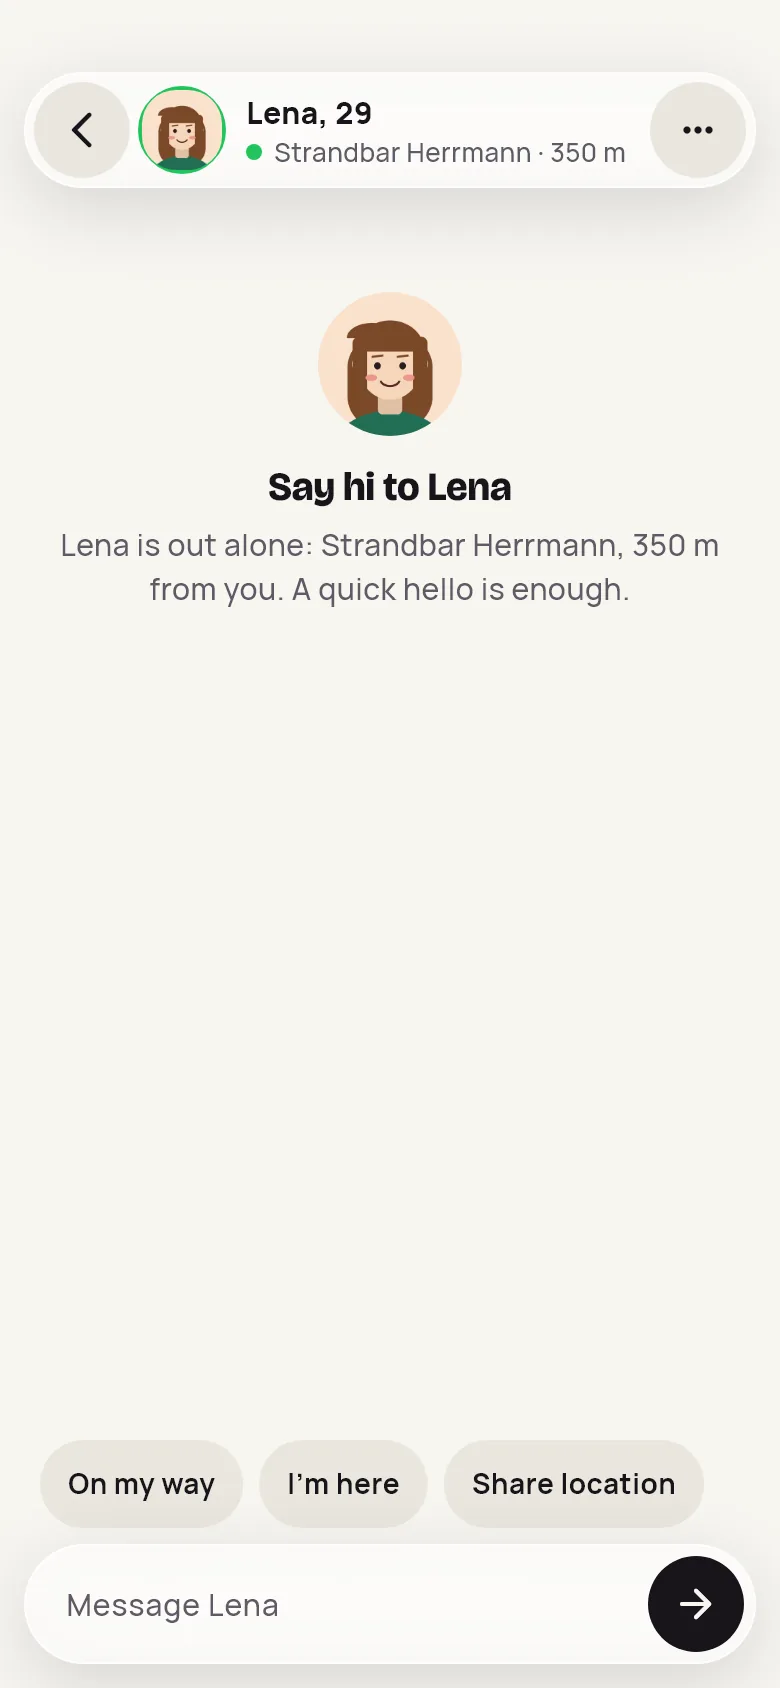 Lena, 29
Strandbar Herrmann · 350 m
Say hi to Lena
Lena is out alone: Strandbar Herrmann, 350 m
from you. A quick hello is enough.
On my way
I’m here
Share location
Message Lena